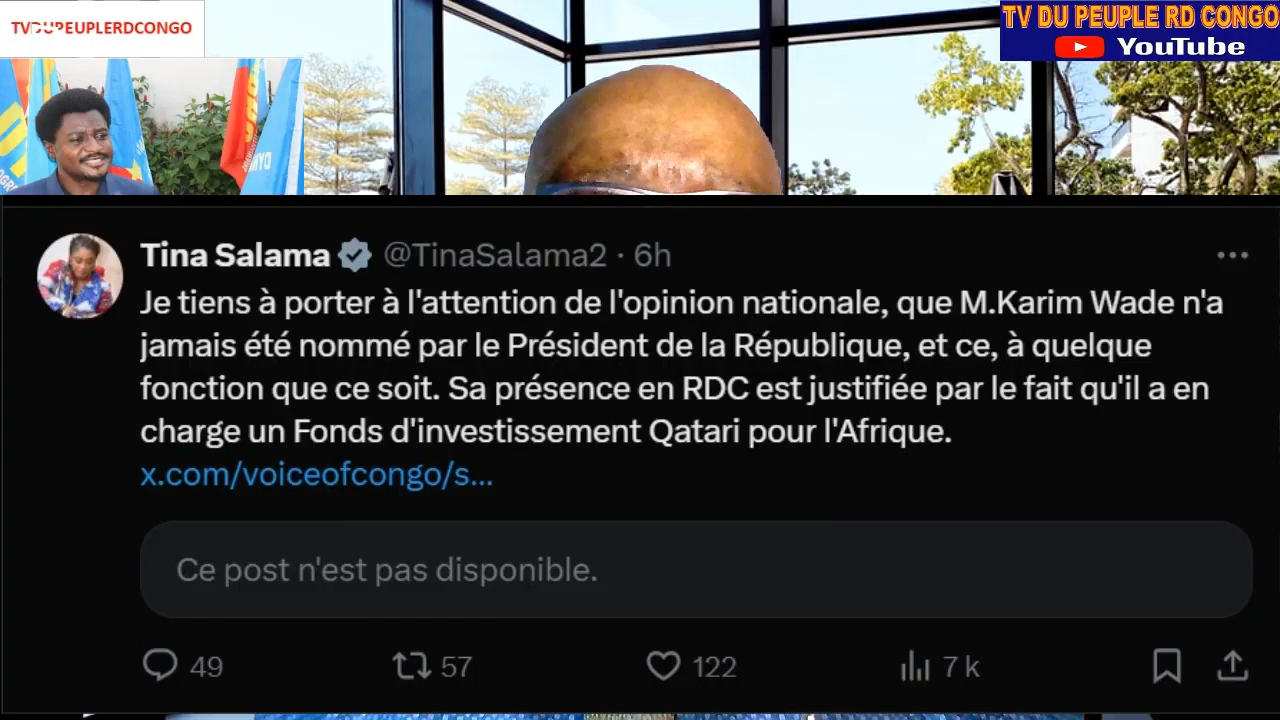 TVDUPEUPLERDCONGO
TV DU PEUPLE RD CONGO
YouTube
Tina Salama @TinaSalama2 · 6h
Je tiens à porter à l'attention de l'opinion nationale, que M.Karim Wade n'a
jamais été nommé par le Président de la République, et ce, à quelque
fonction que ce soit. Sa présence en RDC est justifiée par le fait qu'il a en
charge un Fonds d'investissement Qatari pour l'Afrique.
x.com/voiceofcongo/s...
Ce post n'est pas disponible.
49 57 122 7 k